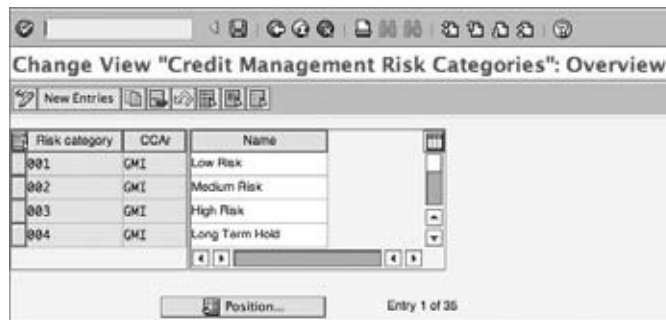 Change View "Credit Management Risk Categories": Overview
New Entries
Risk category CCAr Name
001 GMI Low Risk
002 GMI Medium Risk
003 GMI High Risk
004 GMI Long Term Hold
Position... Entry 1 of 35